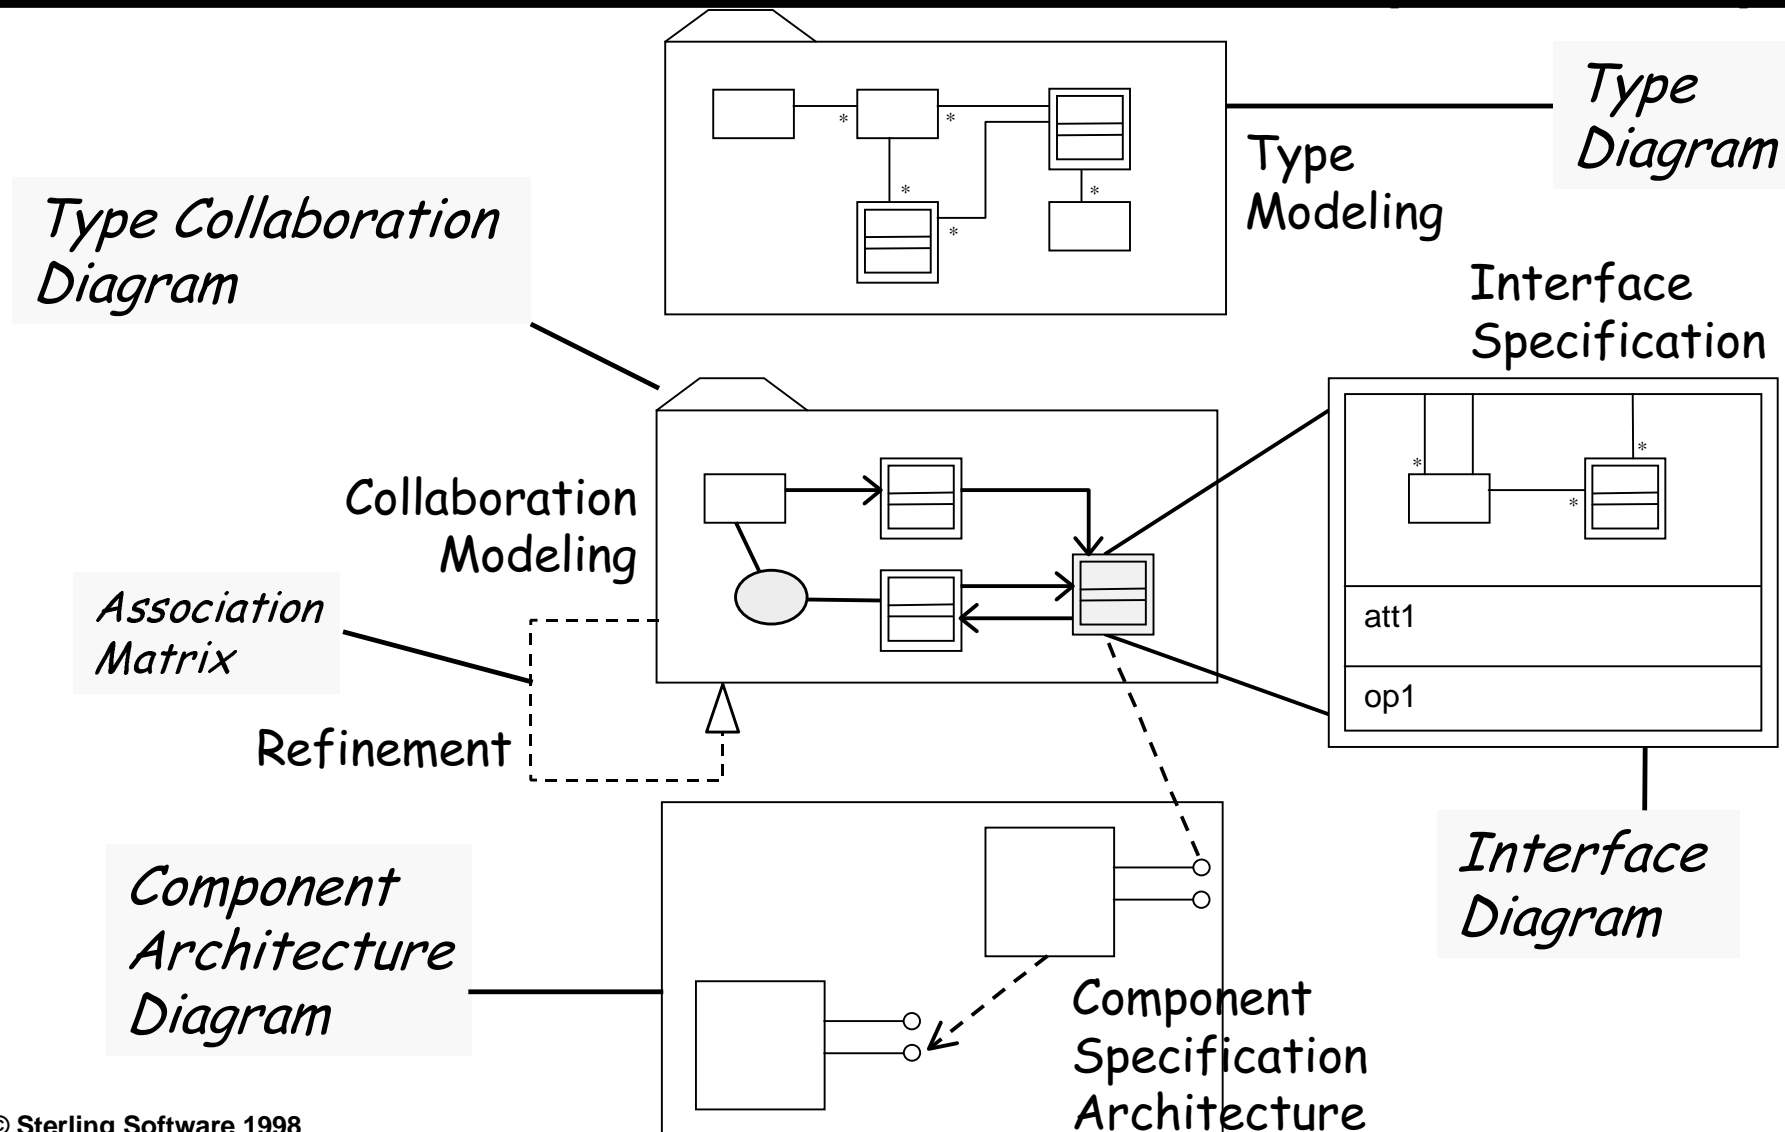 *
*
*
*
*
Type
Modeling
Type
Diagram
Type Collaboration
Diagram
Interface
Specification
*
*
*
att1
op1
Collaboration
Modeling
Association
Matrix
Refinement
Interface
Diagram
Component
Architecture
Diagram
Component
Specification
Architecture
© Sterling Software 1998